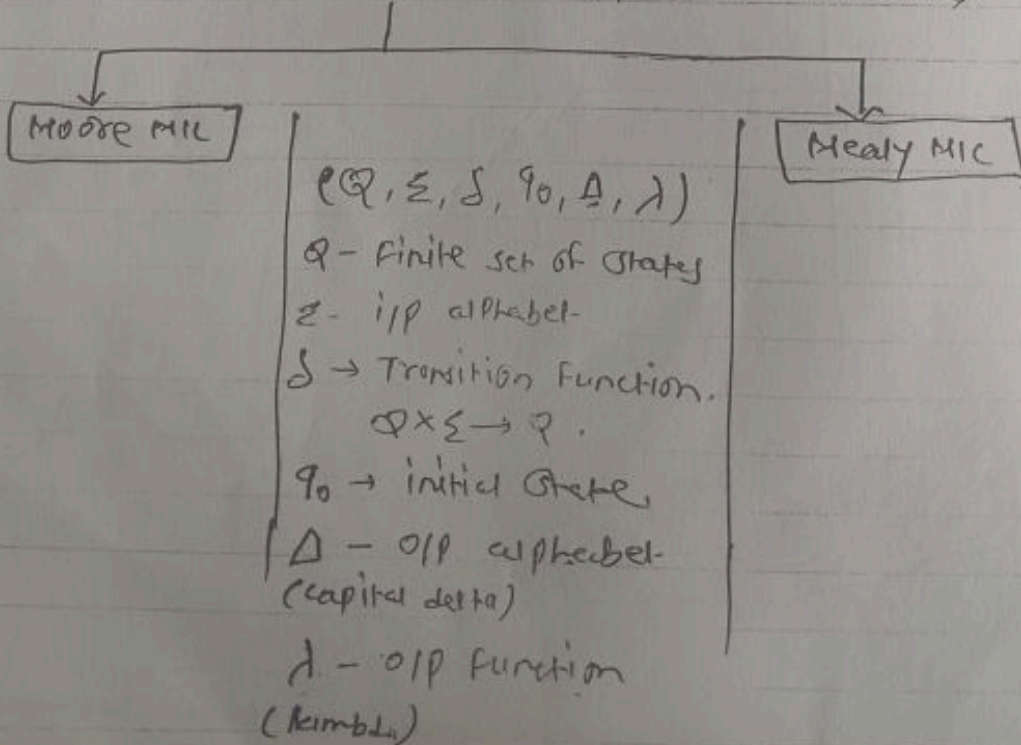 Moore M/C
Mealy M/C
(Q, Σ, δ, q0, Δ, λ)
Q - Finite set of States
Σ - i/p alphabet
δ → Transition Function.
Q×Σ → Q.
q0 → initial State
Δ - O/P alphabet
(capital delta)
λ - O/P Function